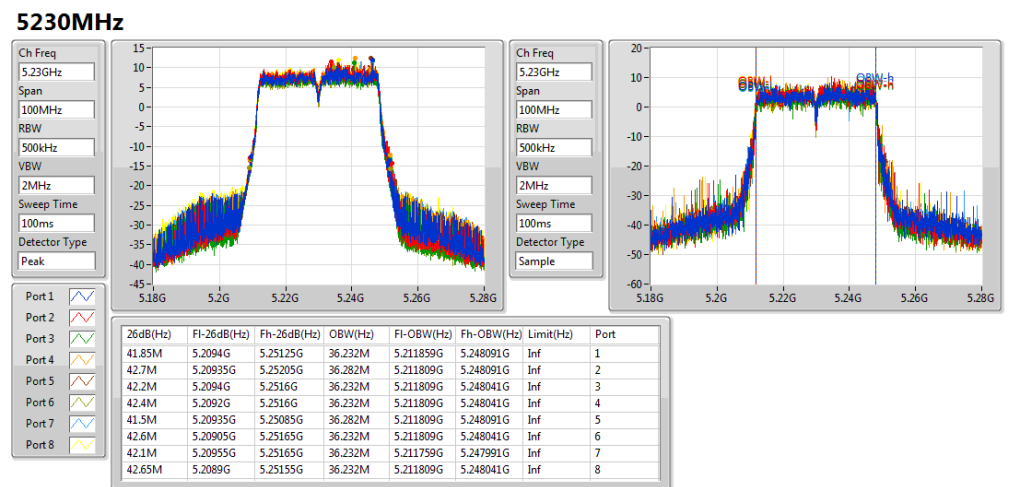 5230MHz
Ch Freq
5.23GHz
Span
100MHz
RBW
500kHz
VBW
2MHz
Sweep Time
100ms
Detector Type
Peak
15
10
5
0
-5
-10
-15
-20
-25
-30
-35
-40
-45
5.18G 5.2G 5.22G 5.24G 5.26G 5.28G
Ch Freq
5.23GHz
Span
100MHz
RBW
500kHz
VBW
2MHz
Sweep Time
100ms
Detector Type
Sample
20
10
0
-10
-20
-30
-40
-50
-60
OBW-h
OBW-h
5.18G 5.2G 5.22G 5.24G 5.26G 5.28G
Port 1
Port 2
Port 3
Port 4
Port 5
Port 6
Port 7
Port 8
26dB(Hz) Fl-26dB(Hz) Fh-26dB(Hz) OBW(Hz) Fl-OBW(Hz) Fh-OBW(Hz) Limit(Hz) Port
41.85M 5.2094G 5.25125G 36.232M 5.211859G 5.248091G Inf 1
42.7M 5.20935G 5.25205G 36.282M 5.211809G 5.248091G Inf 2
42.2M 5.2094G 5.2516G 36.232M 5.211809G 5.248041G Inf 3
42.4M 5.2092G 5.2516G 36.232M 5.211809G 5.248041G Inf 4
41.5M 5.20935G 5.25085G 36.282M 5.211809G 5.248091G Inf 5
42.6M 5.20905G 5.25165G 36.232M 5.211809G 5.248041G Inf 6
42.1M 5.20955G 5.25165G 36.232M 5.211759G 5.247991G Inf 7
42.65M 5.2089G 5.25155G 36.232M 5.211809G 5.248041G Inf 8